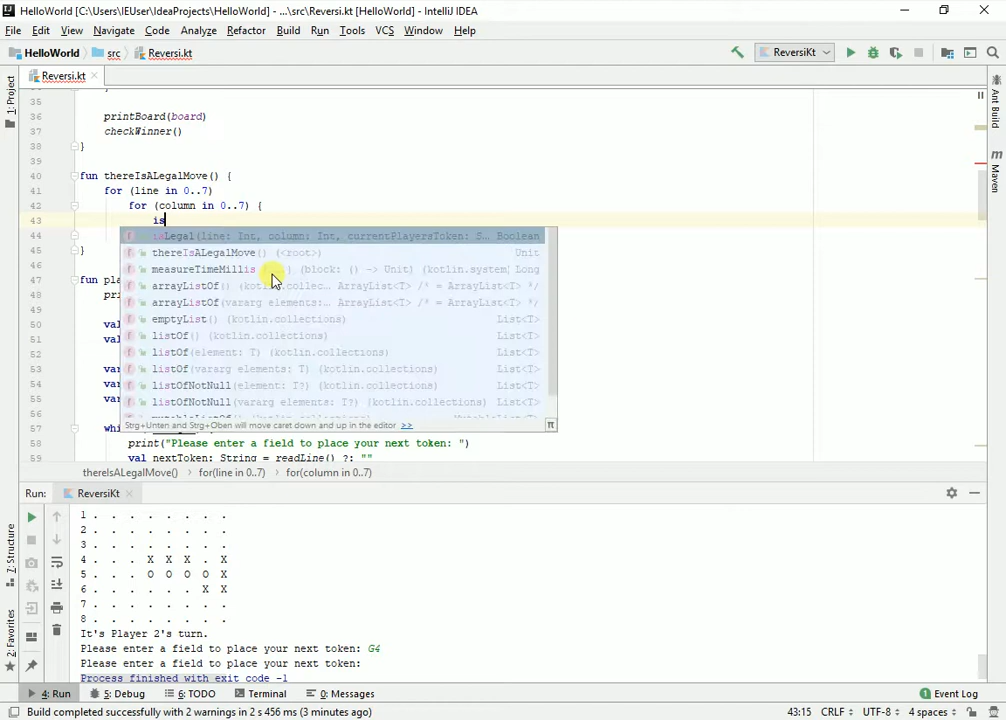 HelloWorld [C:\Users\IEUser\IdeaProjects\HelloWorld] - ...\src\Reversi.kt [HelloWorld] - IntelliJ IDEA
File Edit View Navigate Code Analyze Refactor Build Run Tools VCS Window Help
HelloWorld src Reversi.kt ReversiKt
Reversi.kt
1: Project
Ant Build
Maven
35
36 printBoard(board)
37 checkWinner()
38 }
39
40 fun thereIsALegalMove() {
41 for (line in 0..7)
42 for (column in 0..7) {
43 is
44 isLegal(line: Int, column: Int, currentPlayersToken: S... Boolean
45 } thereIsALegalMove() (<root>) Unit
46 measureTimeMillis (block: () -> Unit) (kotlin.system) Long
47 fun pla arrayListOf() (kotlin.collec... ArrayList<T> /* = ArrayList<T> */
48 pri arrayListOf(vararg elements:... ArrayList<T> /* = ArrayList<T> */
49 emptyList() (kotlin.collections) List<T>
50 val listOf() (kotlin.collections) List<T>
51 val
52 listOf(element: T) (kotlin.collections) List<T>
53 var listOf(vararg elements: T) (kotlin.collections) List<T>
54 var listOfNotNull(element: T?) (kotlin.collections) List<T>
55 var listOfNotNull(vararg elements: T?) (kotlin.collections) List<T>
56
Strg+Unten and Strg+Oben will move caret down and up in the editor >> π
57 whi
58 print("Please enter a field to place your next token: ")
59 val nextToken: String = readLine() ?: ""
thereIsALegalMove() › for(line in 0..7) › for(column in 0..7)
Run: ReversiKt
Z: Structure
2: Favorites
1 . . . . . . . .
2 . . . . . . . .
3 . . . . . . . .
4 . . . X X X . X
5 . . . O O O O X
6 . . . . . . X X
7 . . . . . . . .
8 . . . . . . . .
It's Player 2's turn.
Please enter a field to place your next token: G4
Please enter a field to place your next token:
Process finished with exit code -1
4: Run 5: Debug 6: TODO Terminal 0: Messages 1 Event Log
Build completed successfully with 2 warnings in 2 s 456 ms (3 minutes ago) 43:15 CRLF UTF-8 4 spaces